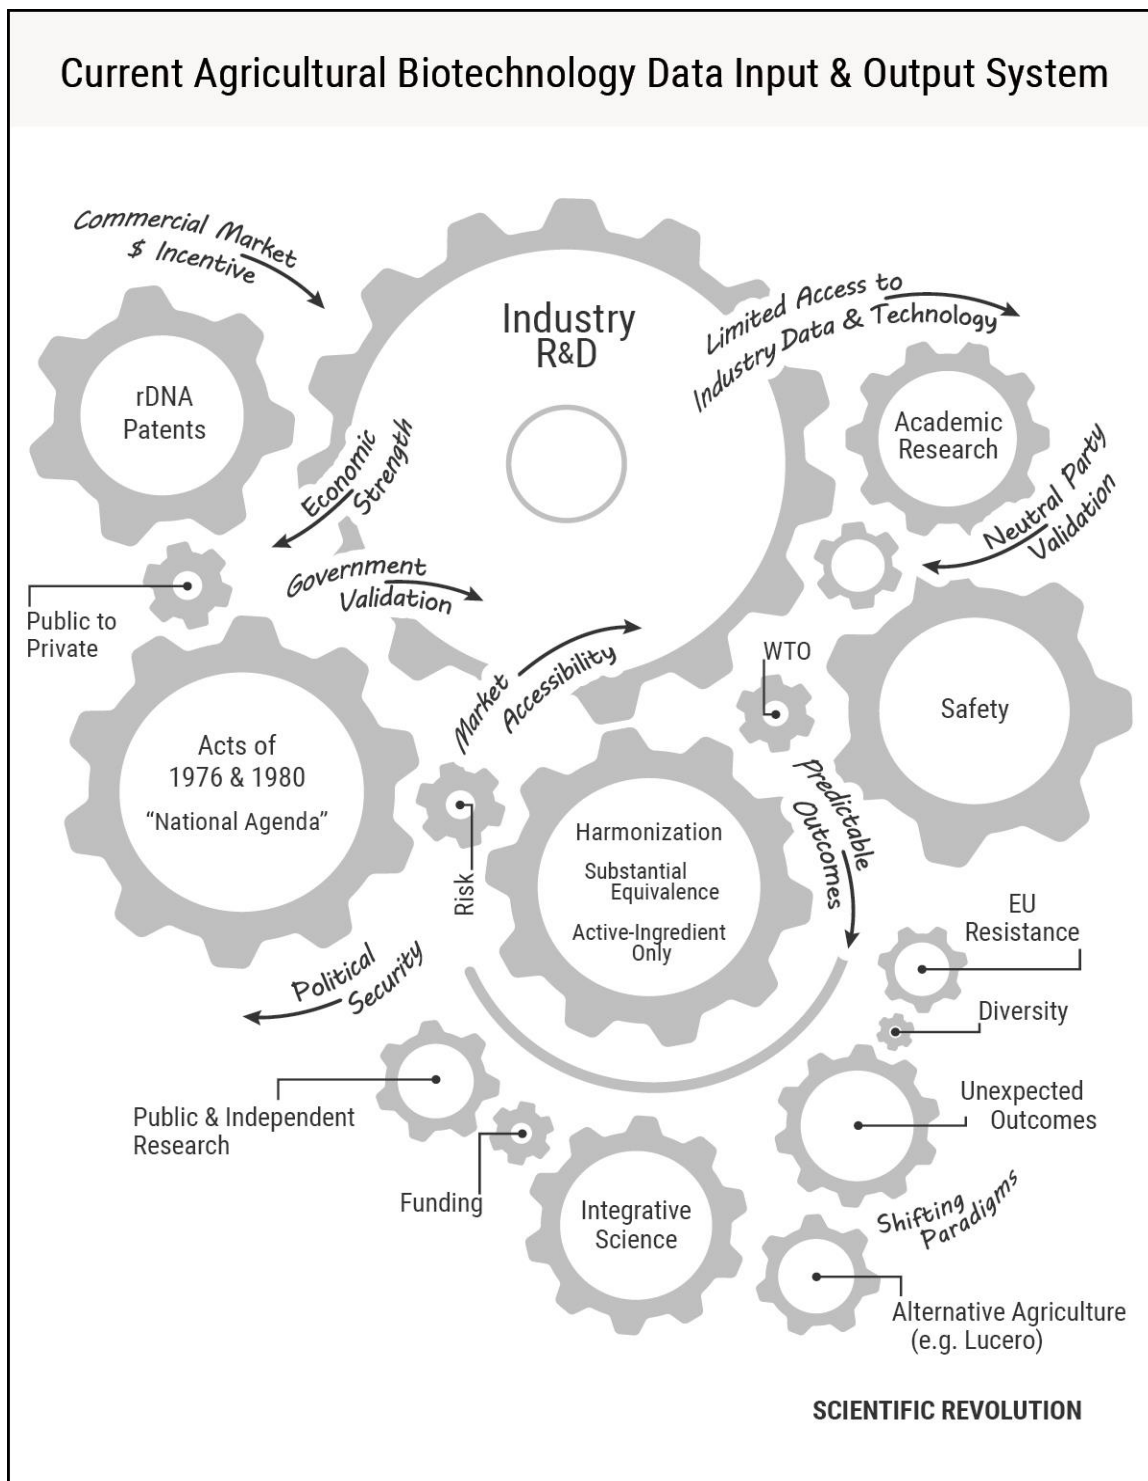 Current Agricultural Biotechnology Data Input & Output System
Commercial Market
$ Incentive
Industry
R&D
Limited Access to
Industry Data & Technology
rDNA
Patents
Academic
Research
Economic
Strength
Neutral Party
Validation
Government
Validation
Public to
Private
Market
Accessibility
WTO
Safety
Acts of
1976 & 1980
“National Agenda”
Risk
Predictable
Outcomes
Harmonization
Substantial
Equivalence
Active-Ingredient
Only
EU
Resistance
Political
Security
Diversity
Public & Independent
Research
Unexpected
Outcomes
Funding
Integrative
Science
Shifting
Paradigms
Alternative Agriculture
(e.g. Lucero)
SCIENTIFIC REVOLUTION